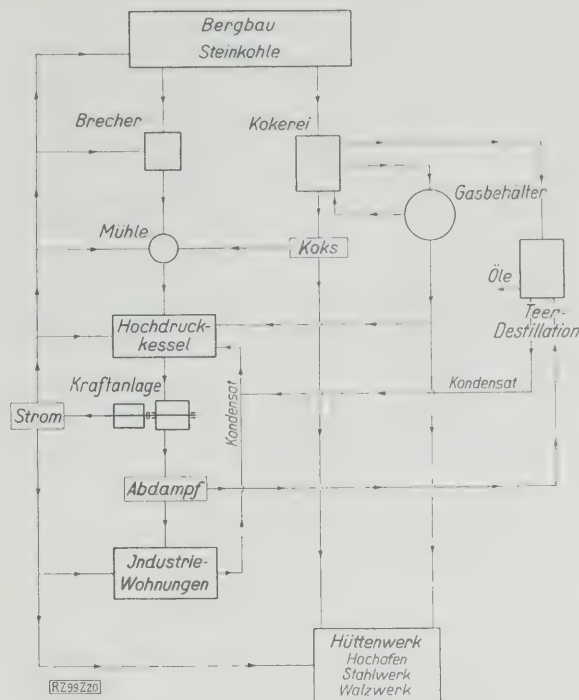 Bergbau
Steinkohle
Brecher
Kokerei
Gasbehälter
Mühle
Koks
Öle
Teer-
Destillation
Hochdruck-
kessel
Kondensat
Kraftanlage
Kondensat
Strom
Abdampf
Jndustrie-
Wohnungen
Hüttenwerk
Hochofen
Stahlwerk
Walzwerk
RZ99Z20